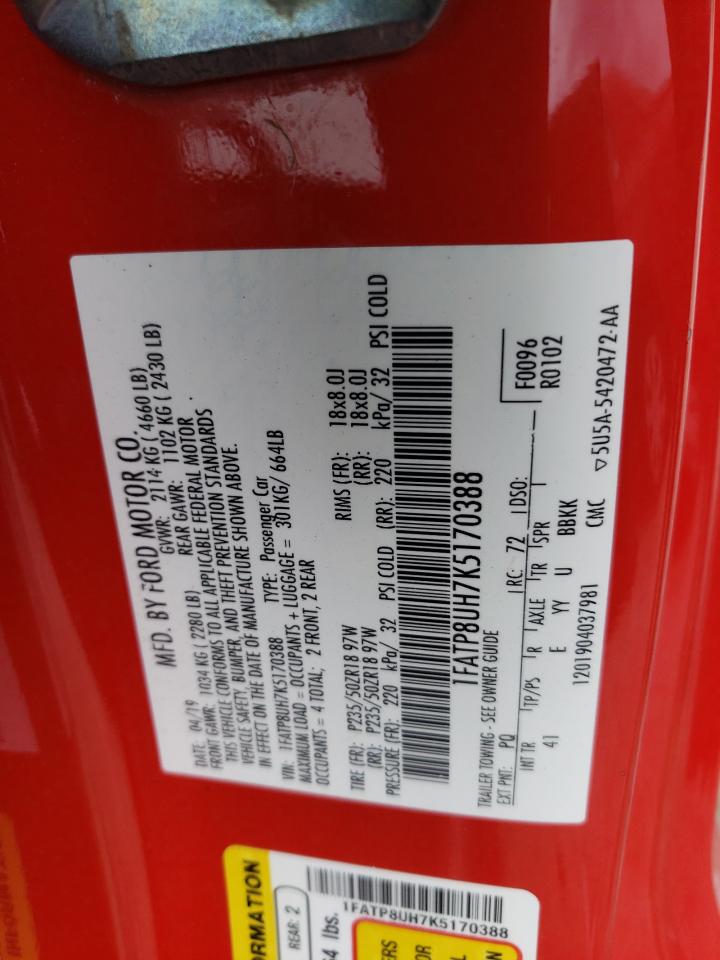 MFD. BY FORD MOTOR CO.
DATE: 04/19 GVWR: 2114 KG ( 4660 LB)
FRONT GAWR: 1034 KG ( 2280 LB) REAR GAWR: 1102 KG ( 2430 LB)
THIS VEHICLE CONFORMS TO ALL APPLICABLE FEDERAL MOTOR
VEHICLE SAFETY, BUMPER, AND THEFT PREVENTION STANDARDS
IN EFFECT ON THE DATE OF MANUFACTURE SHOWN ABOVE.
VIN: 1FATP8UH7K5170388 TYPE: Passenger Car
MAXIMUM LOAD = OCCUPANTS + LUGGAGE = 301KG/ 664LB
OCCUPANTS = 4 TOTAL; 2 FRONT, 2 REAR
TIRE (FR): P235/50ZR18 97W RIMS (FR): 18x8.0J
(RR): P235/50ZR18 97W (RR): 18x8.0J
PRESSURE (FR): 220 kPa/ 32 PSI COLD (RR): 220 kPa/ 32 PSI COLD
1FATP8UH7K5170388
TRAILER TOWING - SEE OWNER GUIDE
EXT PNT: PQ RC: 72 DSO: F0096
R0102
INT TR TP/PS R AXLE TR SPR
41 E YY U BBKK
1201904037981 CMC ▽5U5A-5420472-AA
ORMATION
REAR: 2
64 lbs.
1FATP8UH7K5170388
ERS
OR